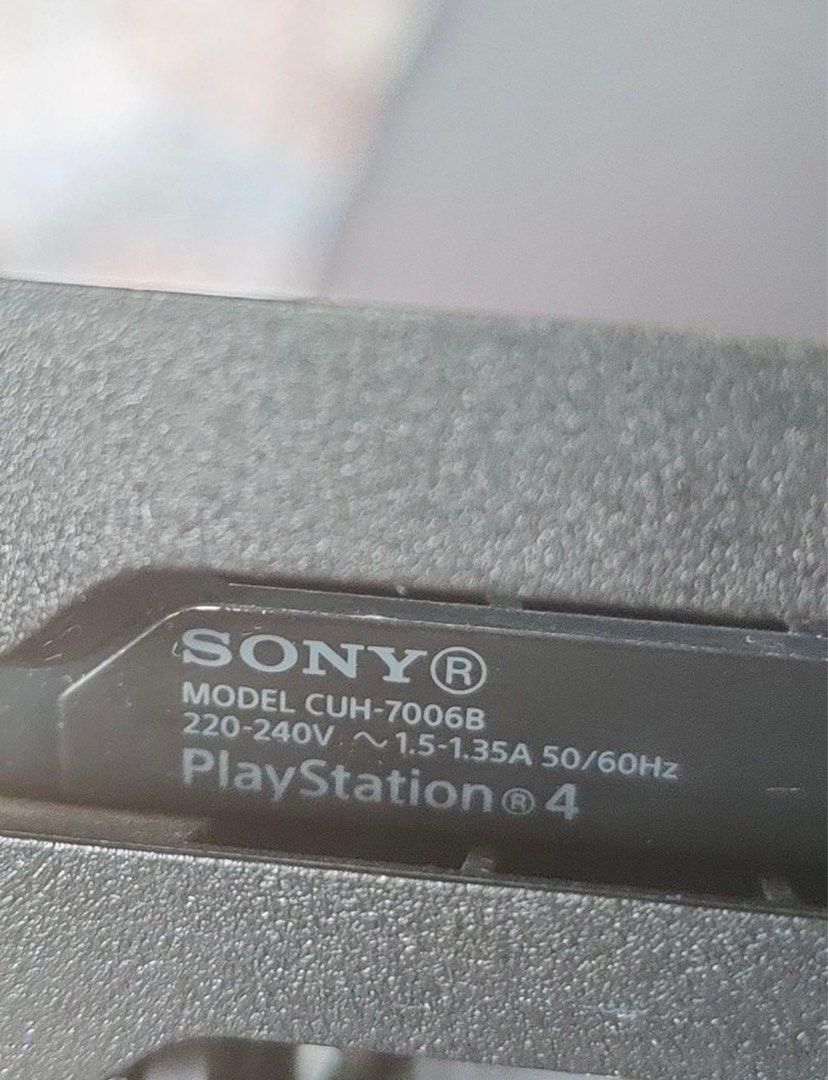 SONY®
MODEL CUH-7006B
220-240V ～1.5-1.35A 50/60Hz
PlayStation®4